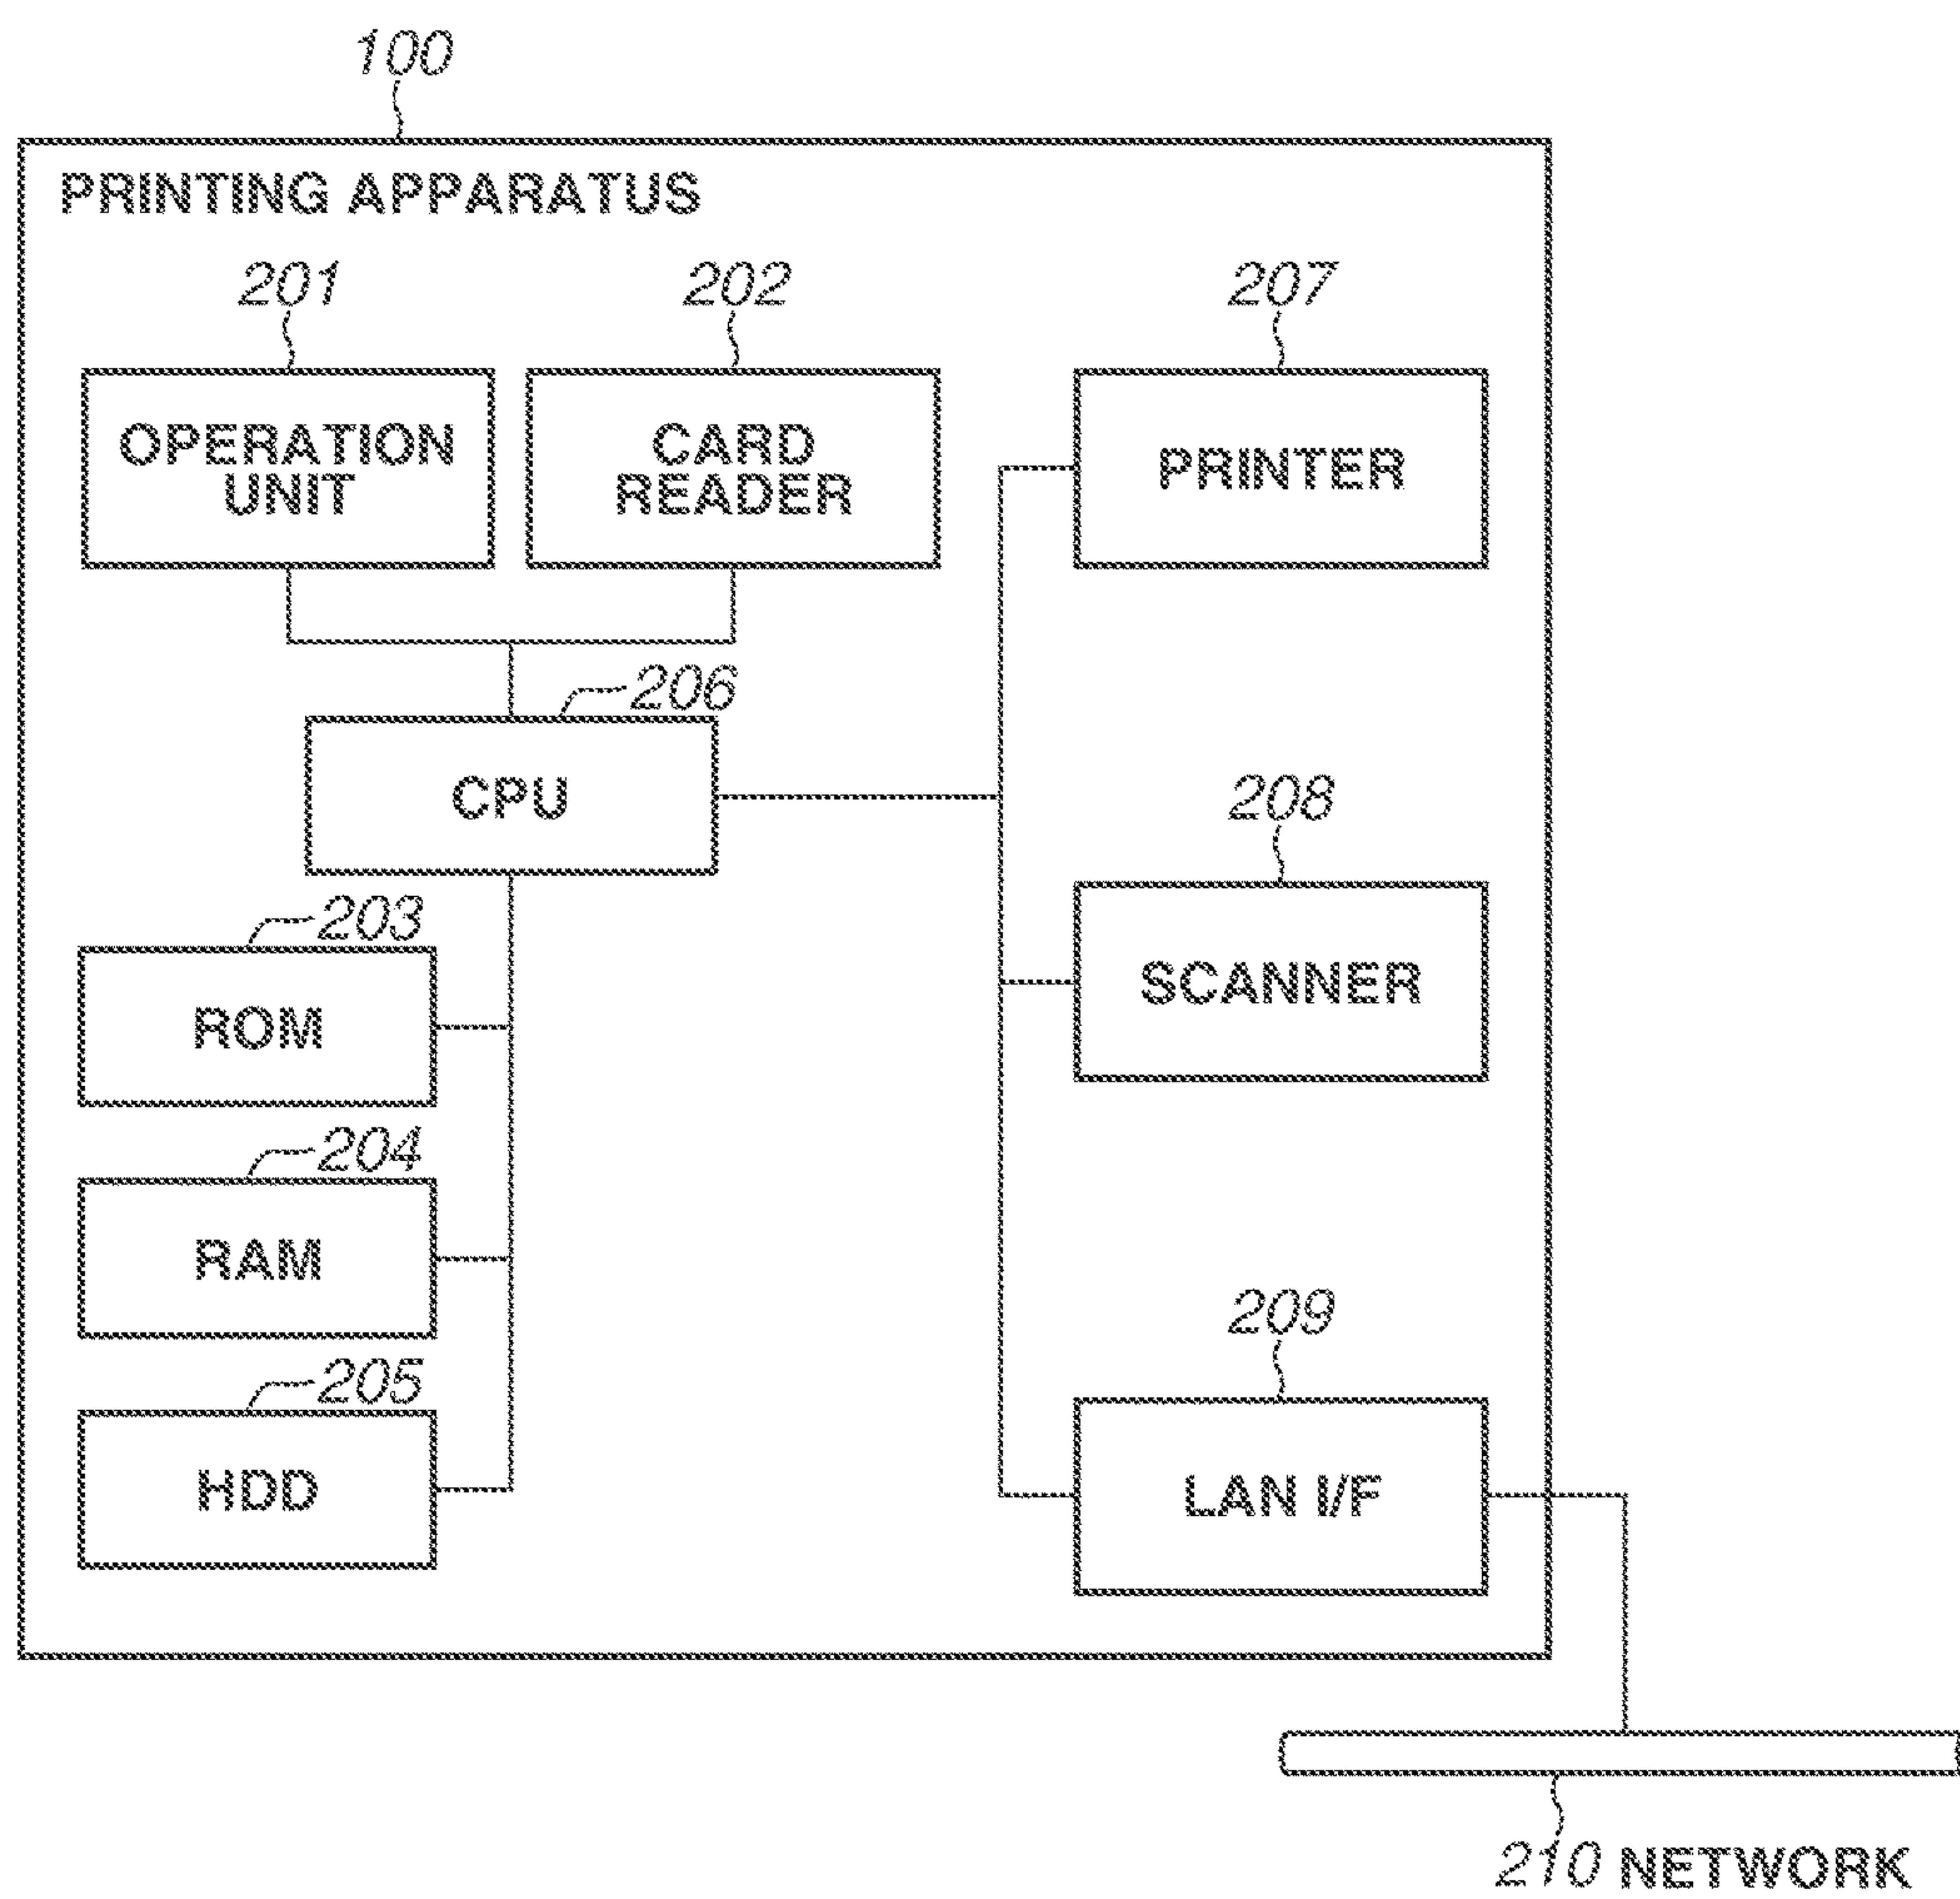 100
PRINTING APPARATUS
201
202
207
OPERATION
UNIT
CARD
READER
PRINTER
206
CPU
208
203
SCANNER
ROM
204
RAM
209
205
HDD
LAN I/F
210 NETWORK